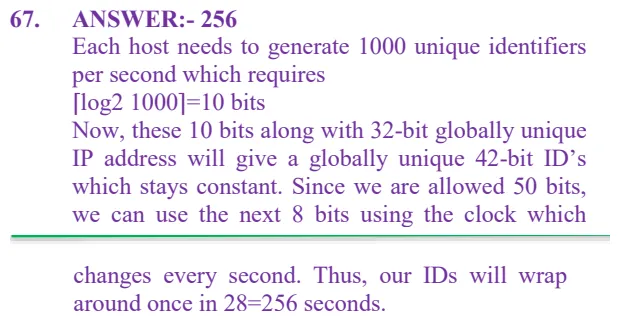 67. ANSWER:- 256
Each host needs to generate 1000 unique identifiers
per second which requires
⌈log2 1000⌉=10 bits
Now, these 10 bits along with 32-bit globally unique
IP address will give a globally unique 42-bit ID’s
which stays constant. Since we are allowed 50 bits,
we can use the next 8 bits using the clock which
changes every second. Thus, our IDs will wrap
around once in 28=256 seconds.